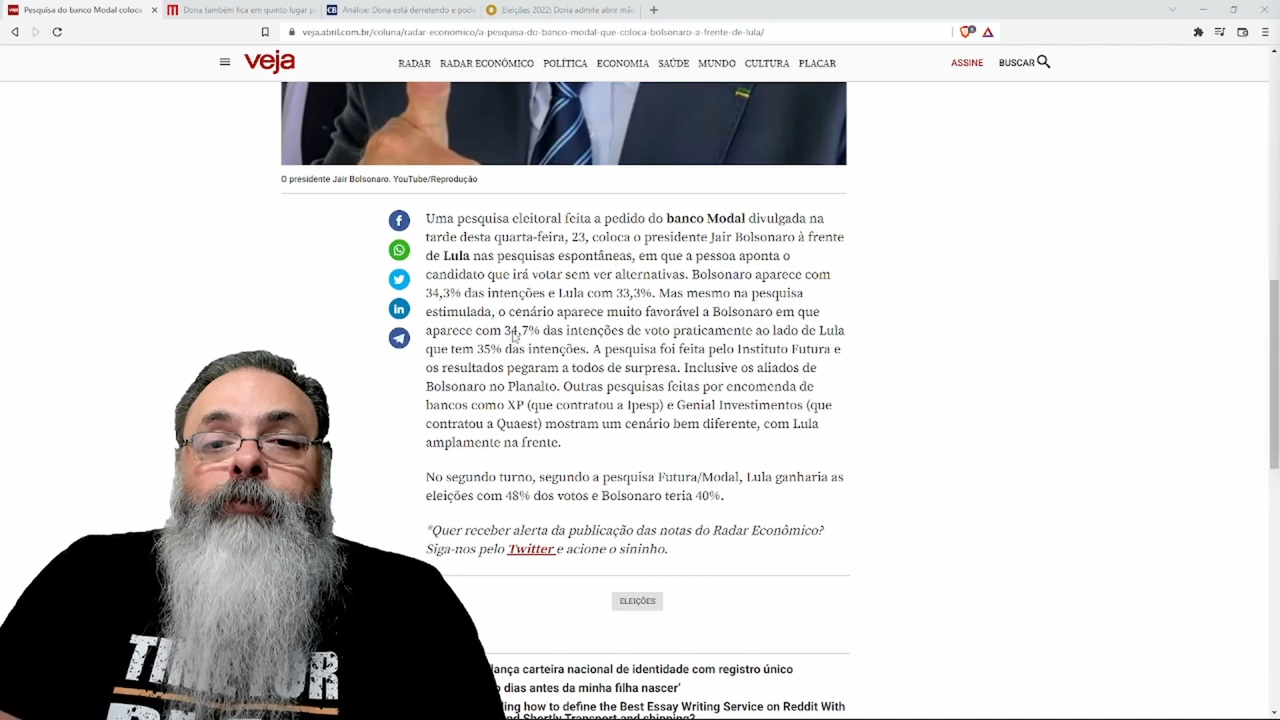 Pesquisa do banco Modal coloca
Doria também fica em quinto lugar p
Análise: Doria está derretendo e pode
Eleições 2022: Doria admite abrir mão
veja.abril.com.br/coluna/radar-economico/a-pesquisa-do-banco-modal-que-coloca-bolsonaro-a-frente-de-lula/
veja
RADAR RADAR ECONÔMICO POLÍTICA ECONOMIA SAÚDE MUNDO CULTURA PLACAR
ASSINE
BUSCAR
O presidente Jair Bolsonaro. YouTube/Reprodução
Uma pesquisa eleitoral feita a pedido do banco Modal divulgada na
tarde desta quarta-feira, 23, coloca o presidente Jair Bolsonaro à frente
de Lula nas pesquisas espontâneas, em que a pessoa aponta o
candidato que irá votar sem ver alternativas. Bolsonaro aparece com
34,3% das intenções e Lula com 33,3%. Mas mesmo na pesquisa
estimulada, o cenário aparece muito favorável a Bolsonaro em que
aparece com 34,7% das intenções de voto praticamente ao lado de Lula
que tem 35% das intenções. A pesquisa foi feita pelo Instituto Futura e
os resultados pegaram a todos de surpresa. Inclusive os aliados de
Bolsonaro no Planalto. Outras pesquisas feitas por encomenda de
bancos como XP (que contratou a Ipesp) e Genial Investimentos (que
contratou a Quaest) mostram um cenário bem diferente, com Lula
amplamente na frente.
No segundo turno, segundo a pesquisa Futura/Modal, Lula ganharia as
eleições com 48% dos votos e Bolsonaro teria 40%.
*Quer receber alerta da publicação das notas do Radar Econômico?
Siga-nos pelo Twitter e acione o sininho.
ELEIÇÕES
lança carteira nacional de identidade com registro único
dias antes da minha filha nascer'
ing how to define the Best Essay Writing Service on Reddit With
nd Shortly Transport and shipping?